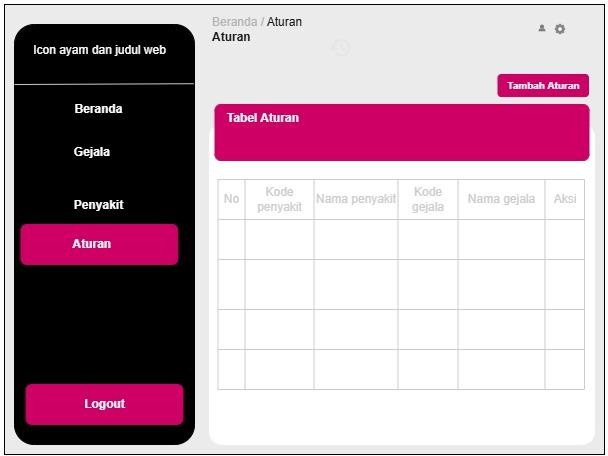 Icon ayam dan judul web
Beranda
Gejala
Penyakit
Aturan
Logout
Beranda / Aturan
Aturan
Tambah Aturan
Tabel Aturan
No
Kode
penyakit
Nama penyakit
Kode
gejala
Nama gejala
Aksi